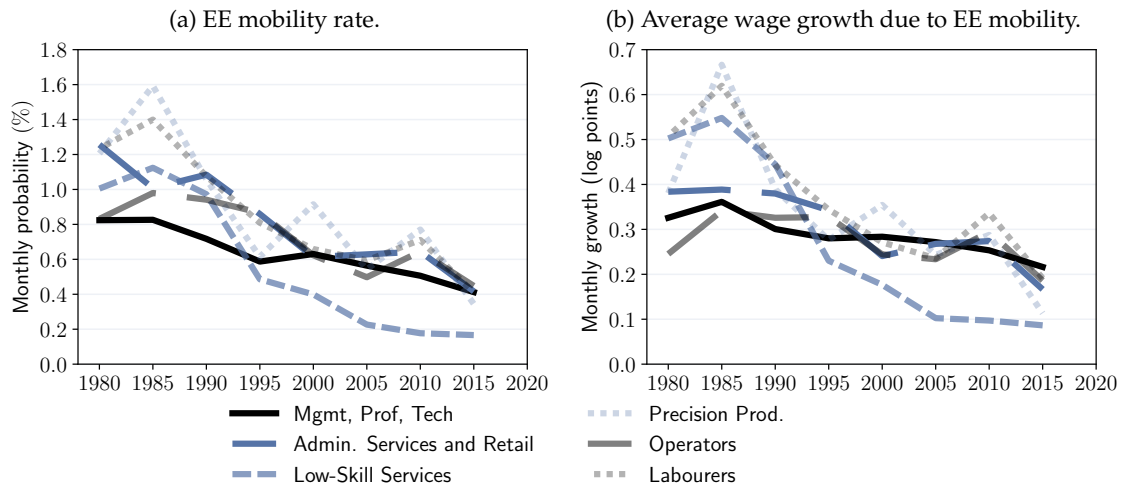 (a) EE mobility rate.
Monthly probability (%)
1.8
1.6
1.4
1.2
1.0
0.8
0.6
0.4
0.2
0.0
1980 1985 1990 1995 2000 2005 2010 2015 2020
(b) Average wage growth due to EE mobility.
Monthly growth (log points)
0.7
0.6
0.5
0.4
0.3
0.2
0.1
0.0
1980 1985 1990 1995 2000 2005 2010 2015 2020
Mgmt, Prof, Tech
Admin. Services and Retail
Low-Skill Services
Precision Prod.
Operators
Labourers